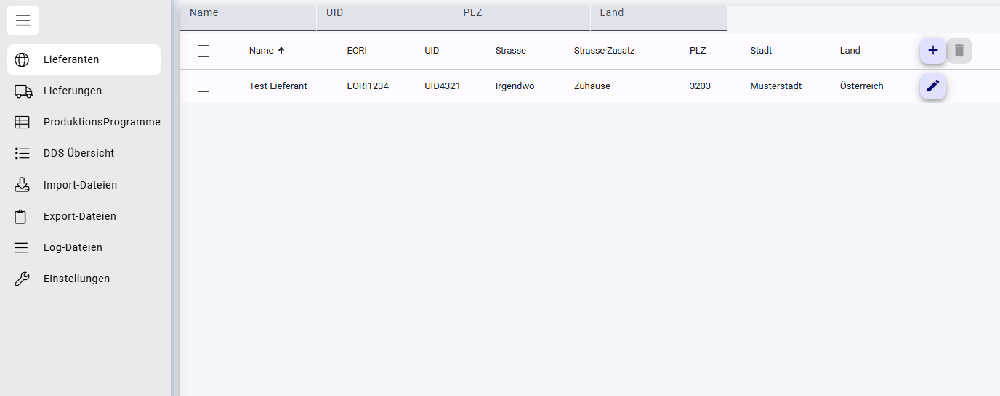 Lieferanten
Lieferungen
ProduktionsProgramme
DDS Übersicht
Import-Dateien
Export-Dateien
Log-Dateien
Einstellungen
Name UID PLZ Land
Name EORI UID Strasse Strasse Zusatz PLZ Stadt Land
Test Lieferant EORI1234 UID4321 Irgendwo Zuhause 3203 Musterstadt Österreich